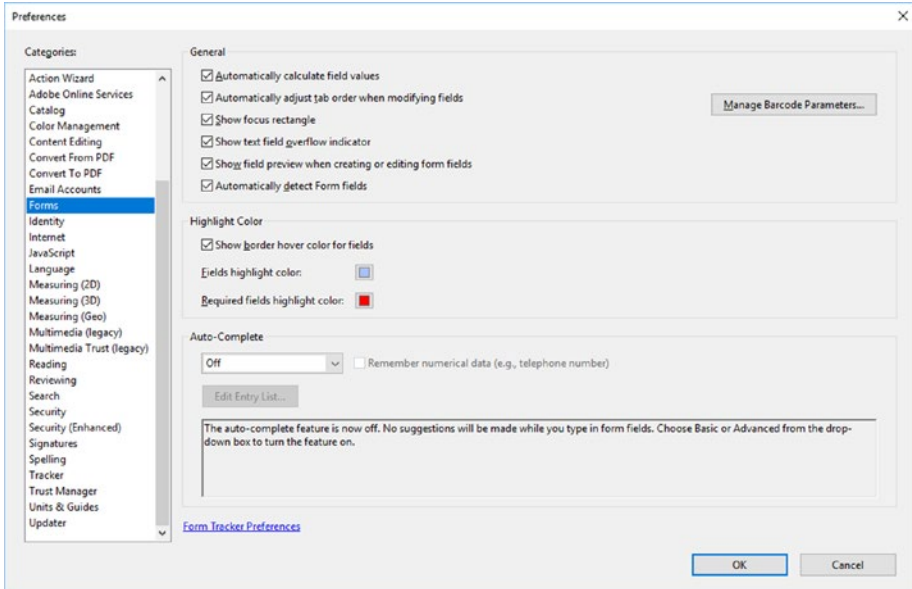 Preferences
Categories:
Action Wizard
Adobe Online Services
Catalog
Color Management
Content Editing
Convert From PDF
Convert To PDF
Email Accounts
Forms
Identity
Internet
JavaScript
Language
Measuring (2D)
Measuring (3D)
Measuring (Geo)
Multimedia (legacy)
Multimedia Trust (legacy)
Reading
Reviewing
Search
Security
Security (Enhanced)
Signatures
Spelling
Tracker
Trust Manager
Units & Guides
Updater
General
Automatically calculate field values
Automatically adjust tab order when modifying fields
Manage Barcode Parameters...
Show focus rectangle
Show text field overflow indicator
Show field preview when creating or editing form fields
Automatically detect Form fields
Highlight Color
Show border hover color for fields
Fields highlight color:
Required fields highlight color:
Auto-Complete
Off
Remember numerical data (e.g., telephone number)
Edit Entry List...
The auto-complete feature is now off. No suggestions will be made while you type in form fields. Choose Basic or Advanced from the drop-
down box to turn the feature on.
Form Tracker Preferences
OK
Cancel